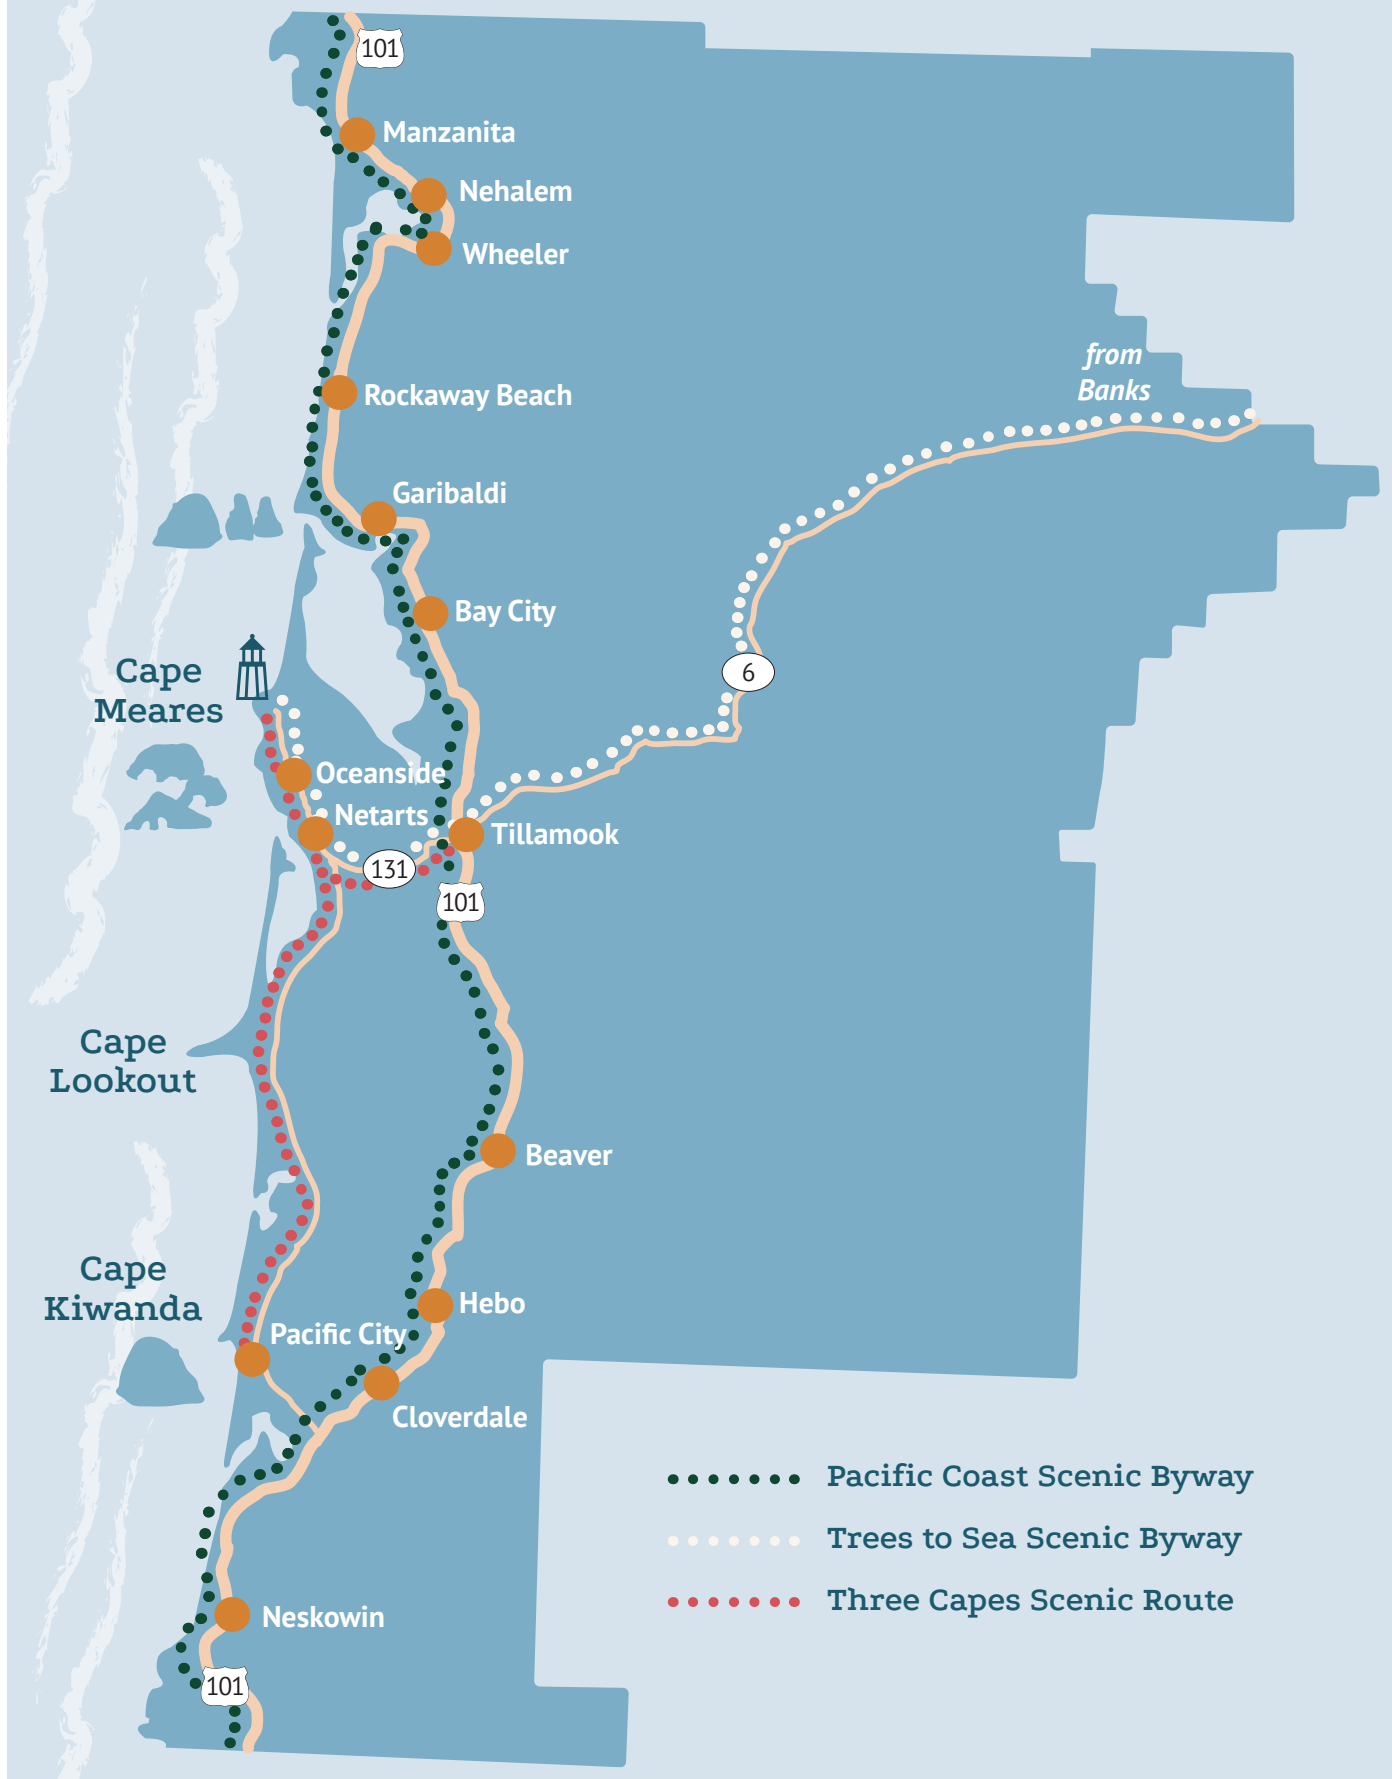 101
Manzanita
Nehalem
Wheeler
from
Banks
Rockaway Beach
Garibaldi
Bay City
Cape
Meares
6
Oceanside
Netarts
Tillamook
131
101
Cape
Lookout
Beaver
Cape
Kiwanda
Hebo
Pacific City
Cloverdale
Pacific Coast Scenic Byway
Trees to Sea Scenic Byway
Three Capes Scenic Route
Neskowin
101